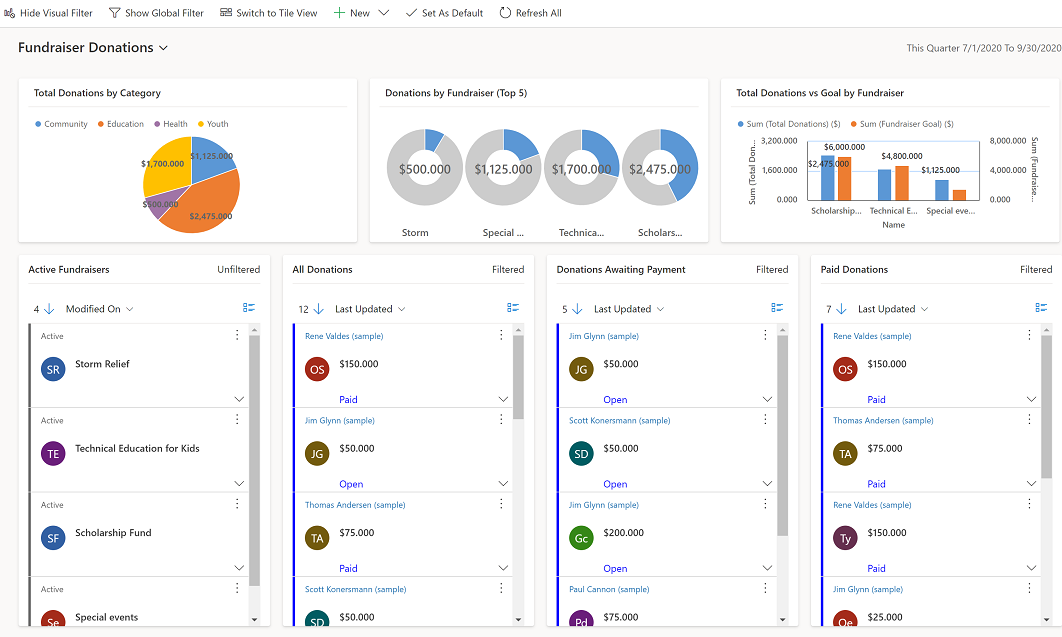 Hide Visual Filter Show Global Filter Switch to Tile View New Set As Default Refresh All
Fundraiser Donations
This Quarter 7/1/2020 To 9/30/2020
Total Donations by Category
Community Education Health Youth
$1,700.000
$1,125.000
$500.000
$2,475.000
Donations by Fundraiser (Top 5)
$500.000 $1,125.000 $1,700.000 $2,475.000
Storm Special ... Technica... Scholars...
Total Donations vs Goal by Fundraiser
Sum (Total Donations) ($) Sum (Fundraiser Goal) ($)
Sum (Total Don...
3,200.000
1,600.000
0.000
$6,000.000
$2,475.000
$4,800.000
$1,125.000
8,000.000
4,000.000
0.000
Sum (Fundraise...
Scholarship... Technical E... Special eve...
Name
Active Fundraisers Unfiltered
4 Modified On
Active
SR Storm Relief
Active
TE Technical Education for Kids
Active
SF Scholarship Fund
Active
Se Special events
All Donations Filtered
12 Last Updated
Rene Valdes (sample)
OS $150.000
Paid
Jim Glynn (sample)
JG $50.000
Open
Thomas Andersen (sample)
TA $75.000
Paid
Scott Konersmann (sample)
SD $50.000
Donations Awaiting Payment Filtered
5 Last Updated
Jim Glynn (sample)
JG $50.000
Open
Scott Konersmann (sample)
SD $50.000
Open
Jim Glynn (sample)
Gc $200.000
Open
Paul Cannon (sample)
Pd $75.000
Paid Donations Filtered
7 Last Updated
Rene Valdes (sample)
OS $150.000
Paid
Thomas Andersen (sample)
TA $75.000
Paid
Rene Valdes (sample)
Ty $150.000
Paid
Jim Glynn (sample)
Oe $25.000